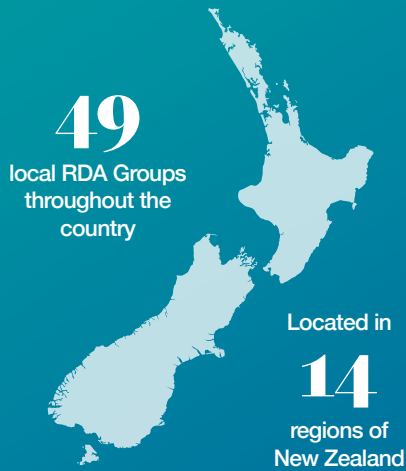 49
local RDA Groups
throughout the
country
Located in
14
regions of
New Zealand